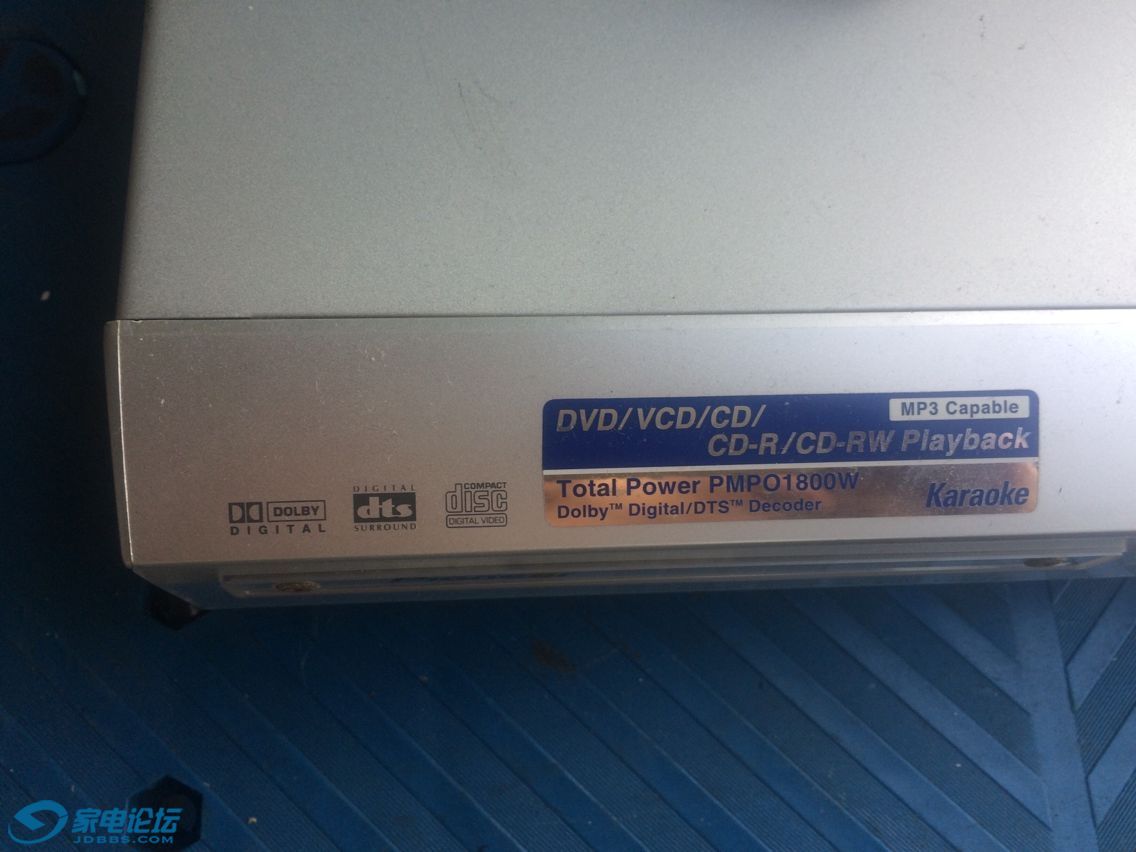 DVD/VCD/CD/
MP3 Capable
CD-R/CD-RW Playback
Total Power PMPO1800W
Dolby™ Digital/DTS™ Decoder
Karaoke
DOLBY
DIGITAL
DIGITAL
dts
SURROUND
COMPACT
disc
DIGITAL VIDEO
家电论坛
JDBBS.COM